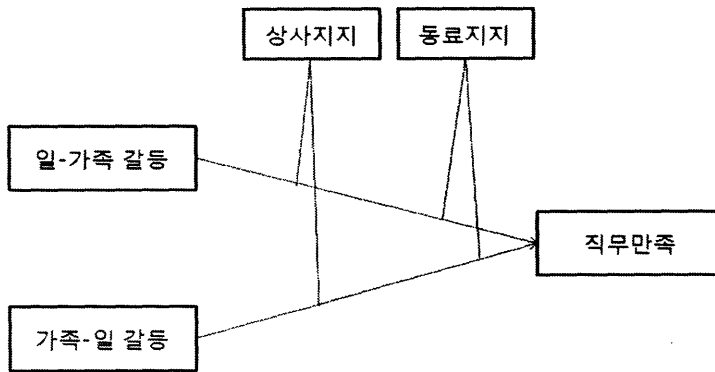 상사지지
동료지지
일-가족 갈등
직무만족
가족-일 갈등